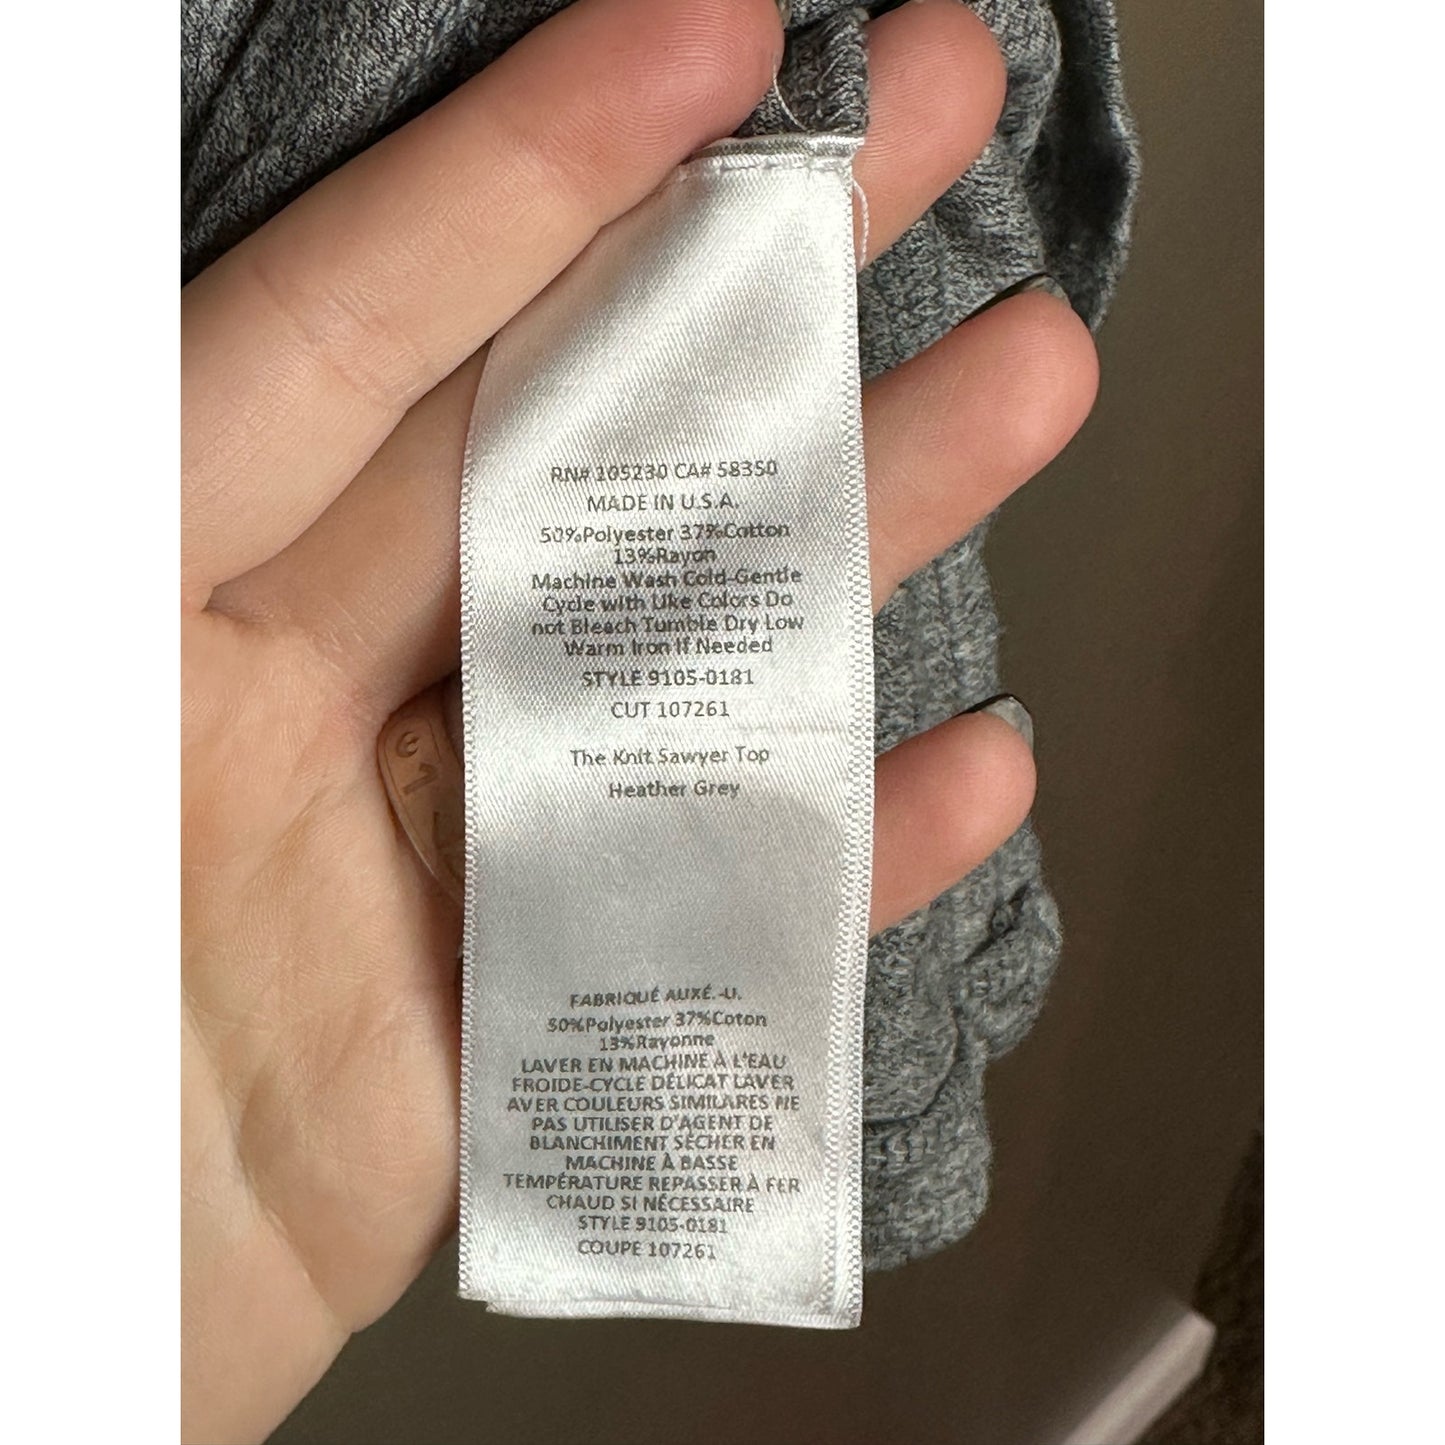 RN# 105230 CA# 58350
MADE IN U.S.A.
50%Polyester 37%Cotton
13%Rayon
Machine Wash Cold-Gentle
Cycle with Like Colors Do
not Bleach Tumble Dry Low
Warm Iron If Needed
STYLE 9105-0181
CUT 107261
The Knit Sawyer Top
Heather Grey
FABRIQUÉ AUXÉ.-U.
50%Polyester 37%Coton
13%Rayonne
LAVER EN MACHINE À L'EAU
FROIDE-CYCLE DÉLICAT LAVER
AVER COULEURS SIMILARES NE
PAS UTILISER D'AGENT DE
BLANCHIMENT SÉCHER EN
MACHINE À BASSE
TEMPÉRATURE REPASSER À FER
CHAUD SI NÉCESSAIRE
STYLE 9105-0181
COUPE 107261